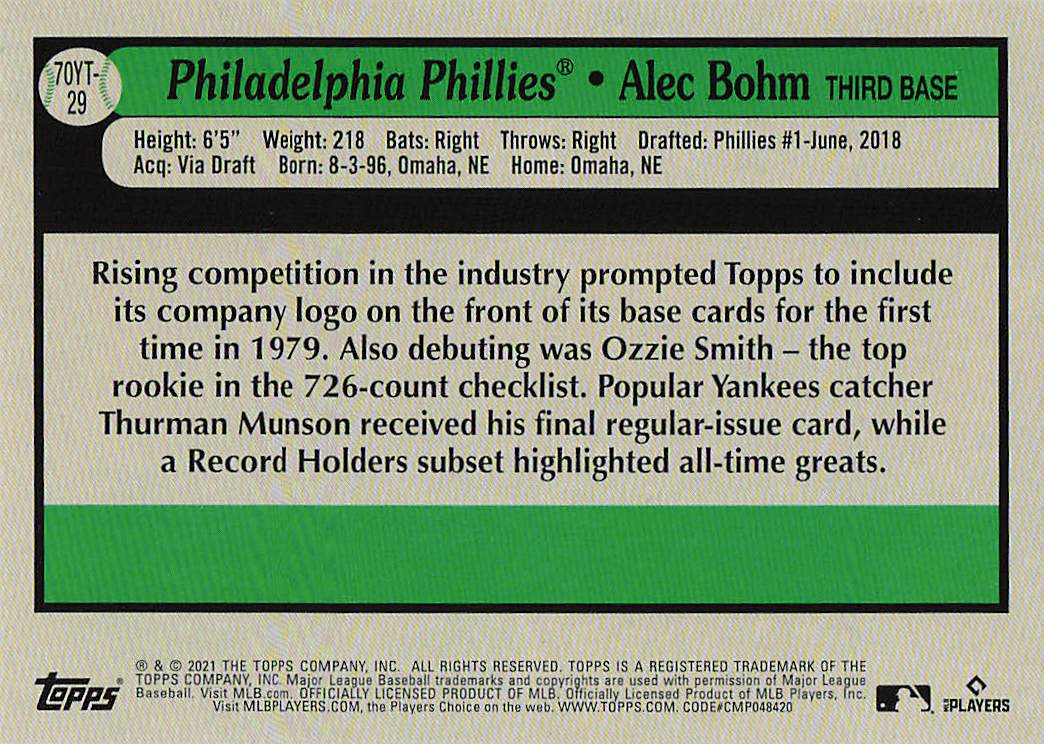 70YT-
29
Philadelphia Phillies® • Alec Bohm THIRD BASE
Height: 6'5" Weight: 218 Bats: Right Throws: Right Drafted: Phillies #1-June, 2018
Acq: Via Draft Born: 8-3-96, Omaha, NE Home: Omaha, NE
Rising competition in the industry prompted Topps to include
its company logo on the front of its base cards for the first
time in 1979. Also debuting was Ozzie Smith – the top
rookie in the 726-count checklist. Popular Yankees catcher
Thurman Munson received his final regular-issue card, while
a Record Holders subset highlighted all-time greats.
® & © 2021 THE TOPPS COMPANY, INC. ALL RIGHTS RESERVED. TOPPS IS A REGISTERED TRADEMARK OF THE
TOPPS COMPANY, INC. Major League Baseball trademarks and copyrights are used with permission of Major League
Baseball. Visit MLB.com. OFFICIALLY LICENSED PRODUCT OF MLB. Officially Licensed Product of MLB Players, Inc.
Visit MLBPLAYERS.COM, the Players Choice on the web. WWW.TOPPS.COM. CODE#CMP048420
Topps®
MLB PLAYERS